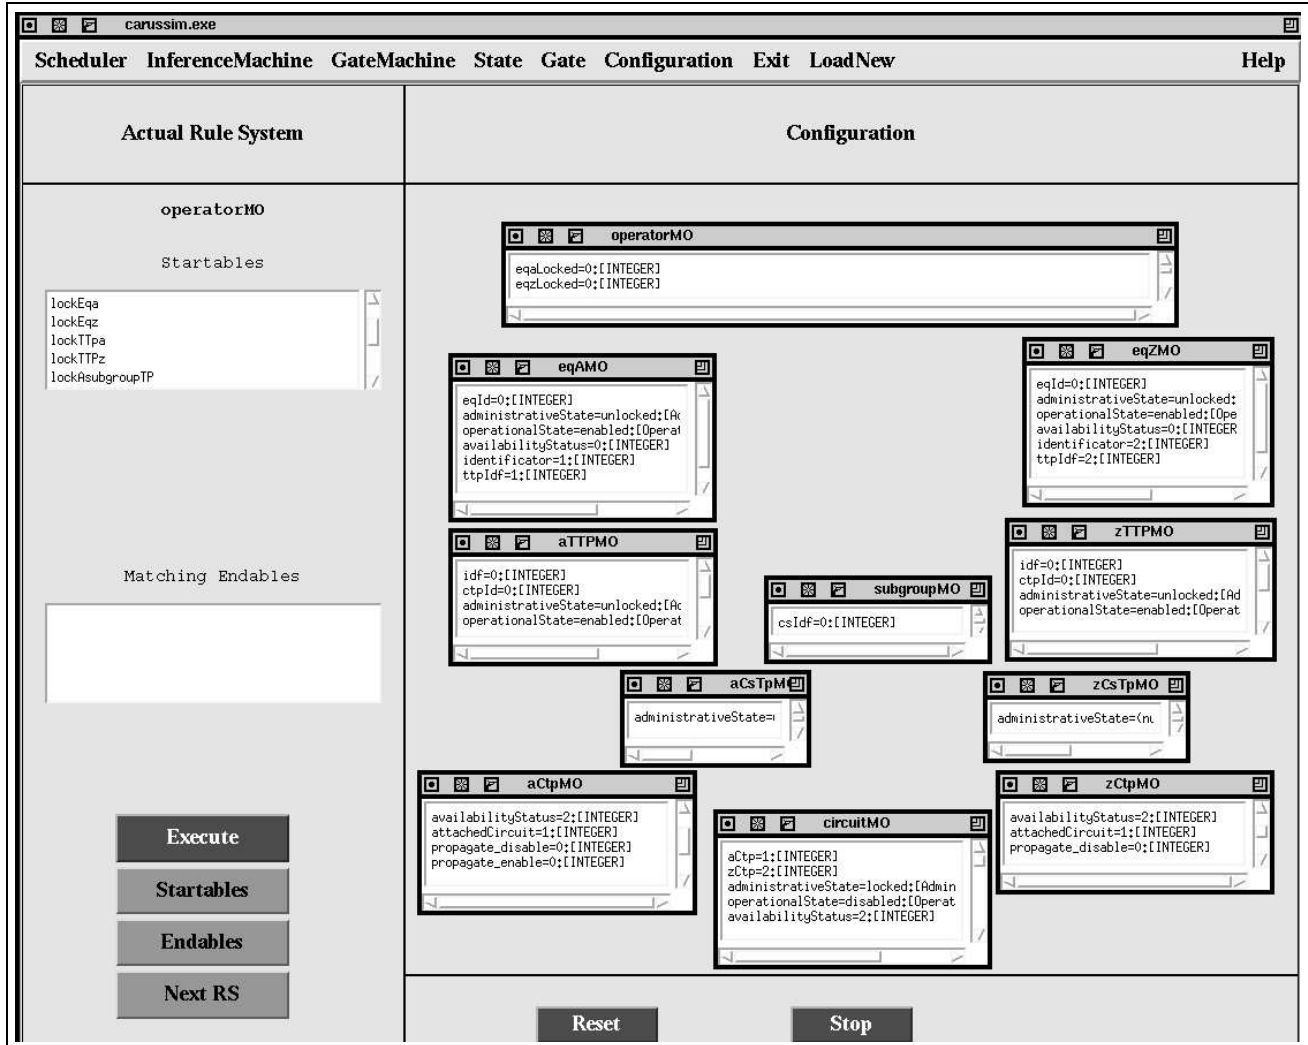 carussim.exe
Scheduler InferenceMachine GateMachine State Gate Configuration Exit LoadNew Help
Actual Rule System
Configuration
operatorMO
Startables
lockEqa
lockEqz
lockTTpa
lockTTPz
lockAsubgroupTP
Matching Endables
Execute
Startables
Endables
Next RS
operatorMO
eqaLocked=0:[INTEGER]
eqzLocked=0:[INTEGER]
eqAMO
eqId=0:[INTEGER]
administrativeState=unlocked:[Ac
operationalState=enabled:[Operat
availabilityStatus=0:[INTEGER]
identificator=1:[INTEGER]
ttpIdf=1:[INTEGER]
eqZMO
eqId=0:[INTEGER]
administrativeState=unlocked:
operationalState=enabled:[Ope
availabilityStatus=0:[INTEGER
identificator=2:[INTEGER]
ttpIdf=2:[INTEGER]
aTTPMO
idf=0:[INTEGER]
ctpId=0:[INTEGER]
administrativeState=unlocked:[Ac
operationalState=enabled:[Operat
subgroupMO
csIdf=0:[INTEGER]
zTTPMO
idf=0:[INTEGER]
ctpId=0:[INTEGER]
administrativeState=unlocked:[Ad
operationalState=enabled:[Operat
aCsTpMO
administrativeState=
zCsTpMO
administrativeState=(nu
aCtpMO
availabilityStatus=2:[INTEGER]
attachedCircuit=1:[INTEGER]
propagate_disable=0:[INTEGER]
propagate_enable=0:[INTEGER]
circuitMO
aCtp=1:[INTEGER]
zCtp=2:[INTEGER]
administrativeState=locked:[Admin
operationalState=disabled:[Operat
availabilityStatus=2:[INTEGER]
zCtpMO
availabilityStatus=2:[INTEGER]
attachedCircuit=1:[INTEGER]
propagate_disable=0:[INTEGER]
Reset
Stop